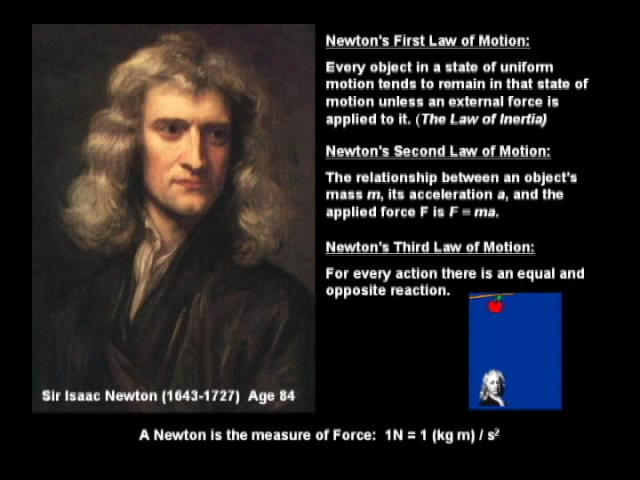 Newton's First Law of Motion:
Every object in a state of uniform
motion tends to remain in that state of
motion unless an external force is
applied to it. (The Law of Inertia)
Newton's Second Law of Motion:
The relationship between an object's
mass m, its acceleration a, and the
applied force F is F = ma.
Newton's Third Law of Motion:
For every action there is an equal and
opposite reaction.
Sir Isaac Newton (1643-1727)  Age 84
A Newton is the measure of Force:  1N = 1 (kg m) / s²